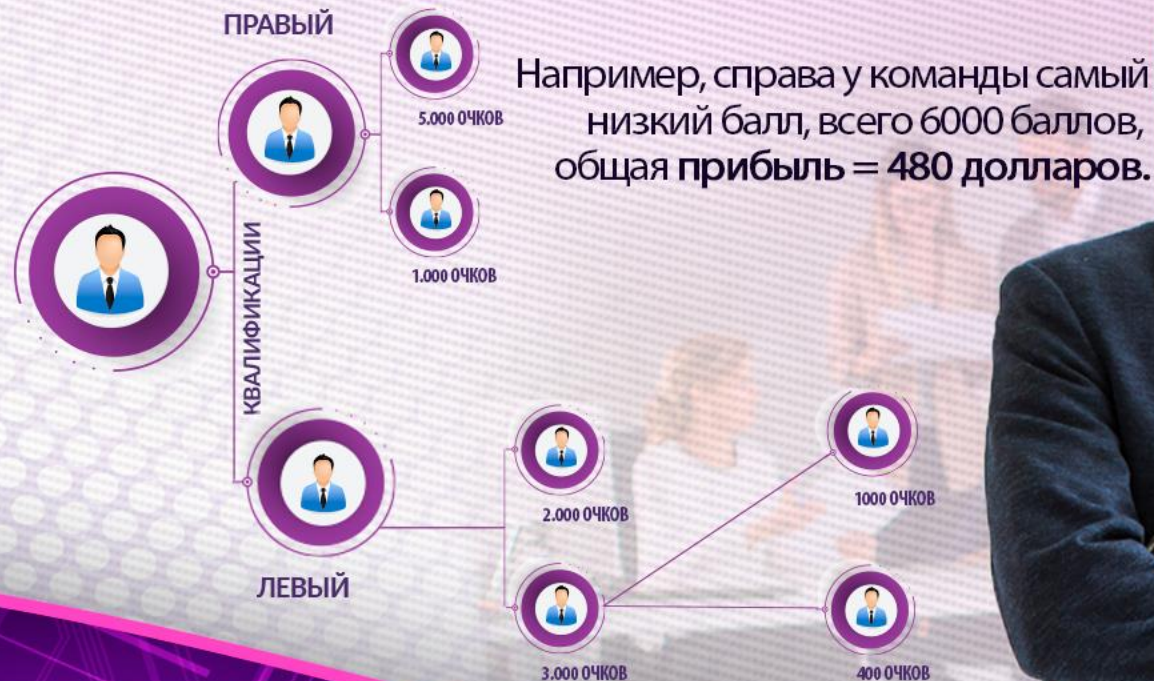 ПРАВЫЙ
5.000 ОЧКОВ
1.000 ОЧКОВ
Например, справа у команды самый
низкий балл, всего 6000 баллов,
общая прибыль = 480 долларов.
КВАЛИФИКАЦИИ
ЛЕВЫЙ
2.000 ОЧКОВ
3.000 ОЧКОВ
1000 ОЧКОВ
400 ОЧКОВ